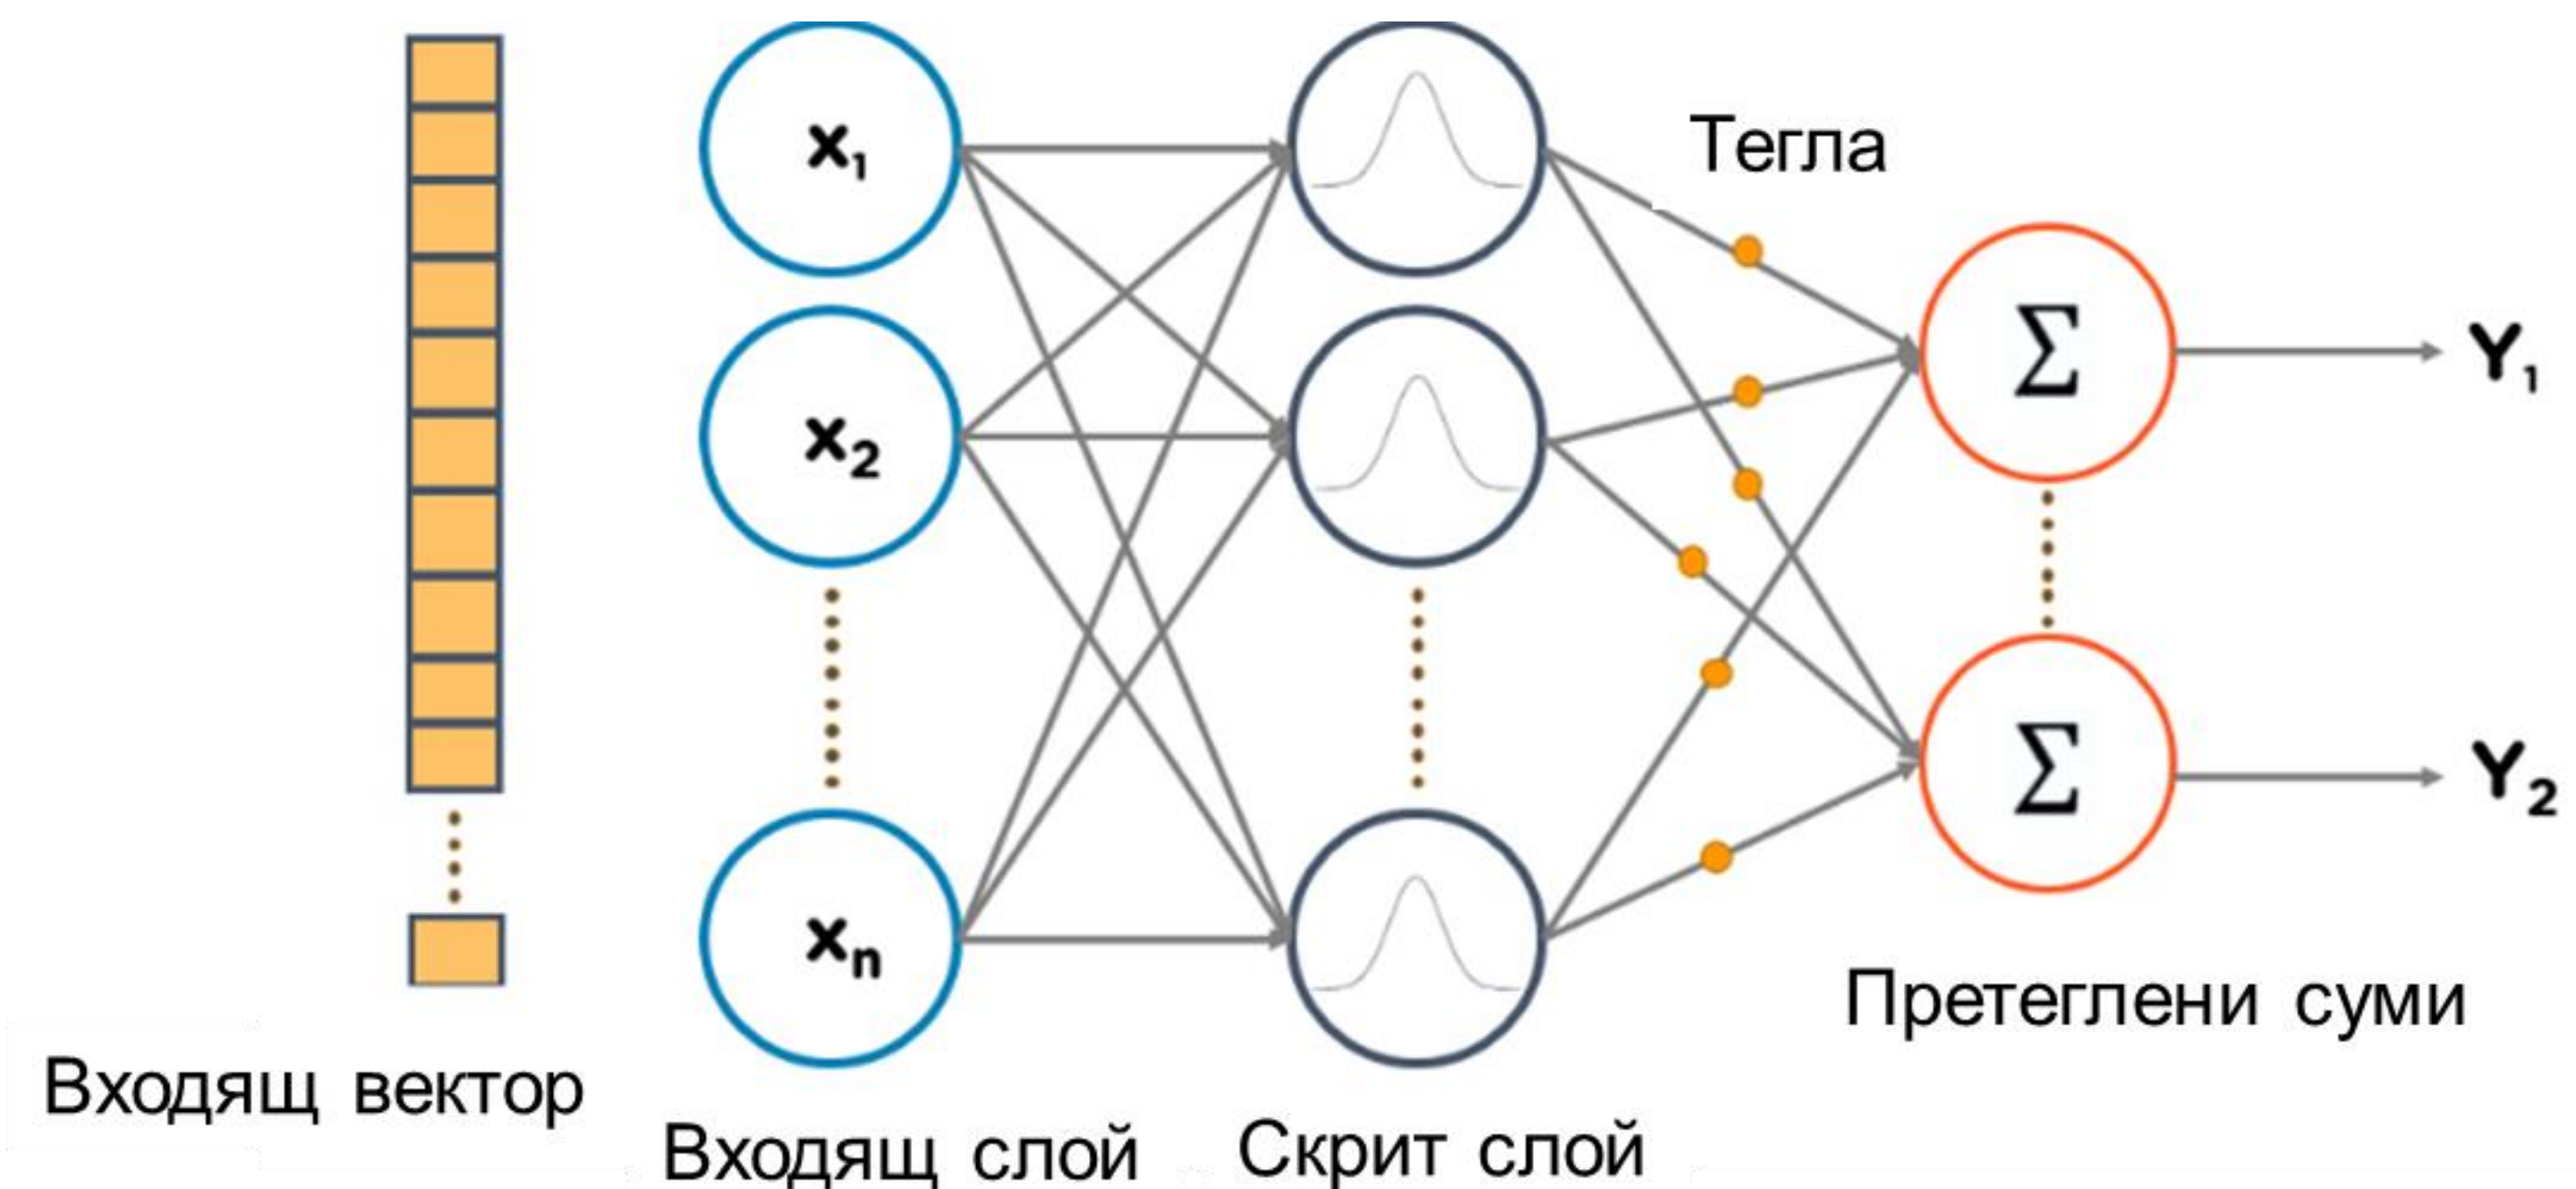 x₁
Тегла
Σ
Y₁
x₂
Σ
Y₂
xₙ
Претеглени суми
Входящ вектор
Входящ слой
Скрит слой